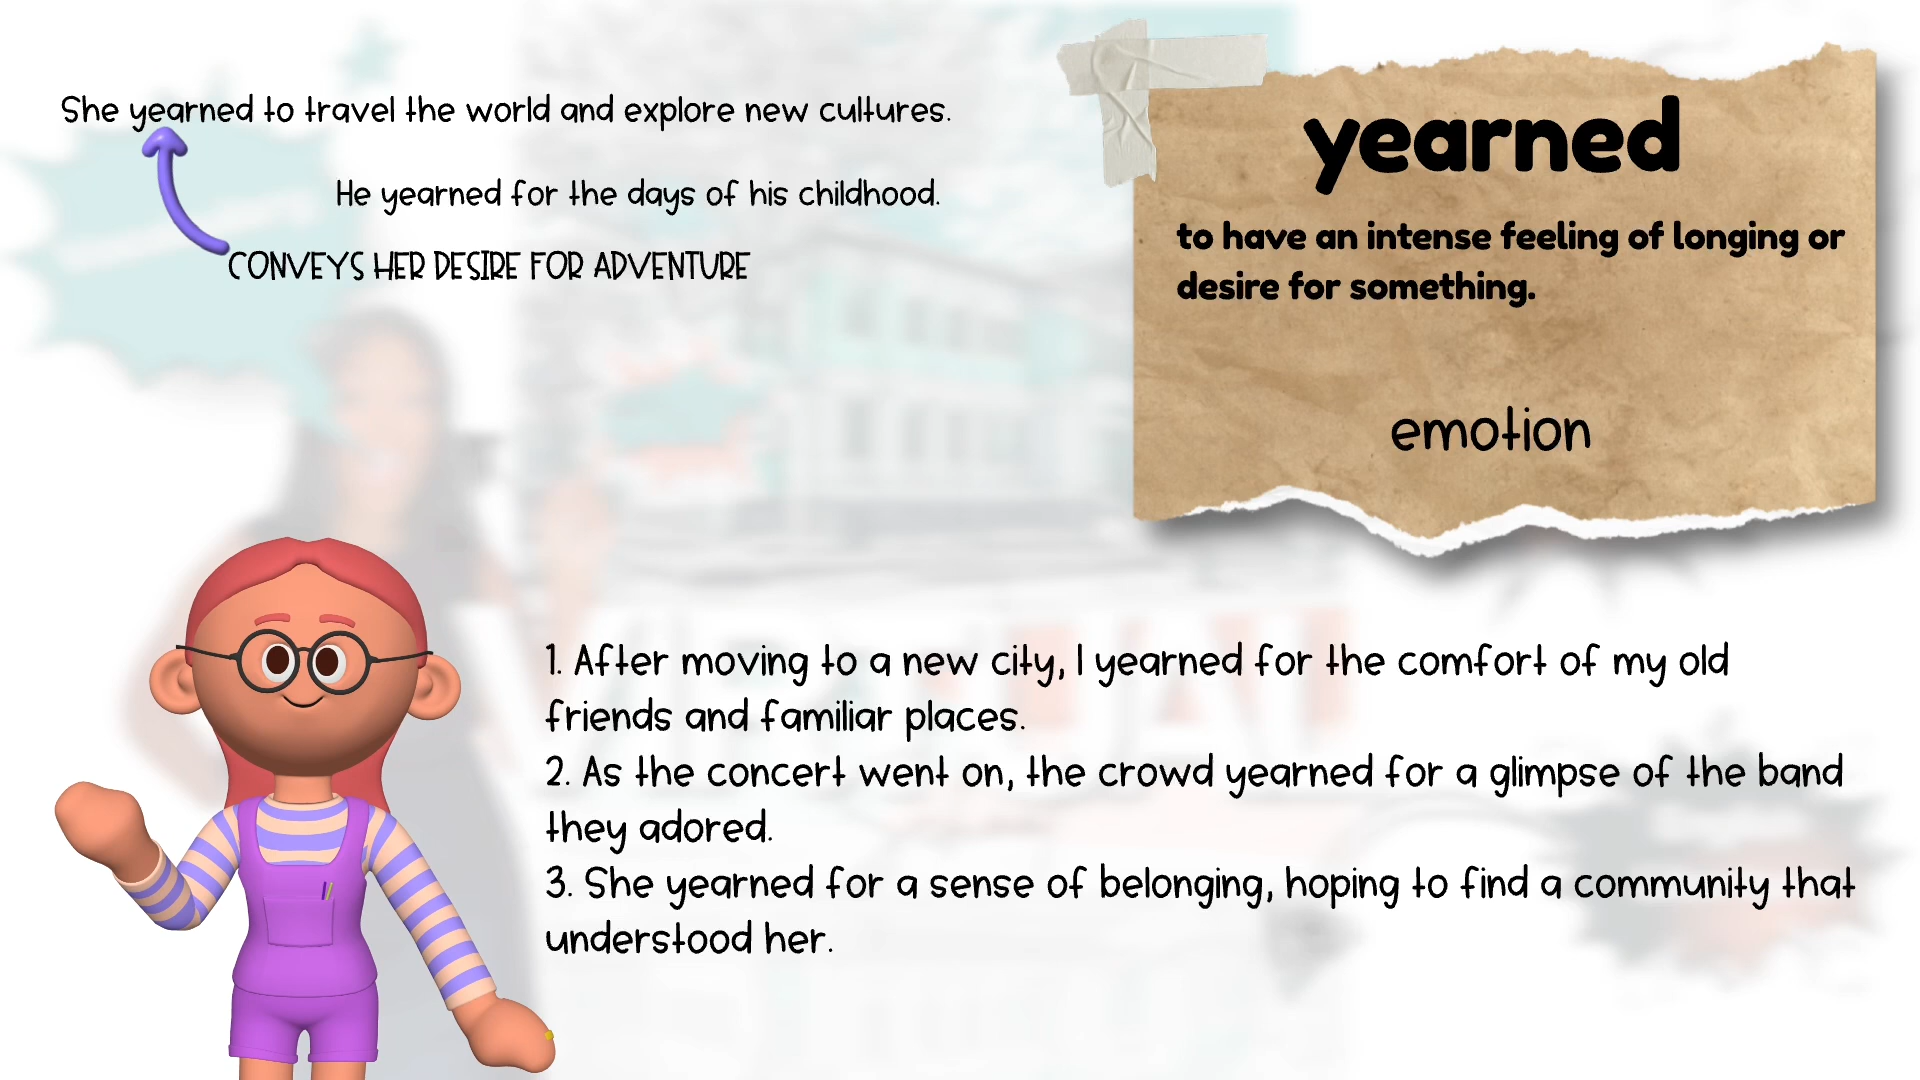 She yearned to travel the world and explore new cultures.
He yearned for the days of his childhood.
CONVEYS HER DESIRE FOR ADVENTURE
yearned
to have an intense feeling of longing or
desire for something.
emotion
1. After moving to a new city, I yearned for the comfort of my old
friends and familiar places.
2. As the concert went on, the crowd yearned for a glimpse of the band
they adored.
3. She yearned for a sense of belonging, hoping to find a community that
understood her.